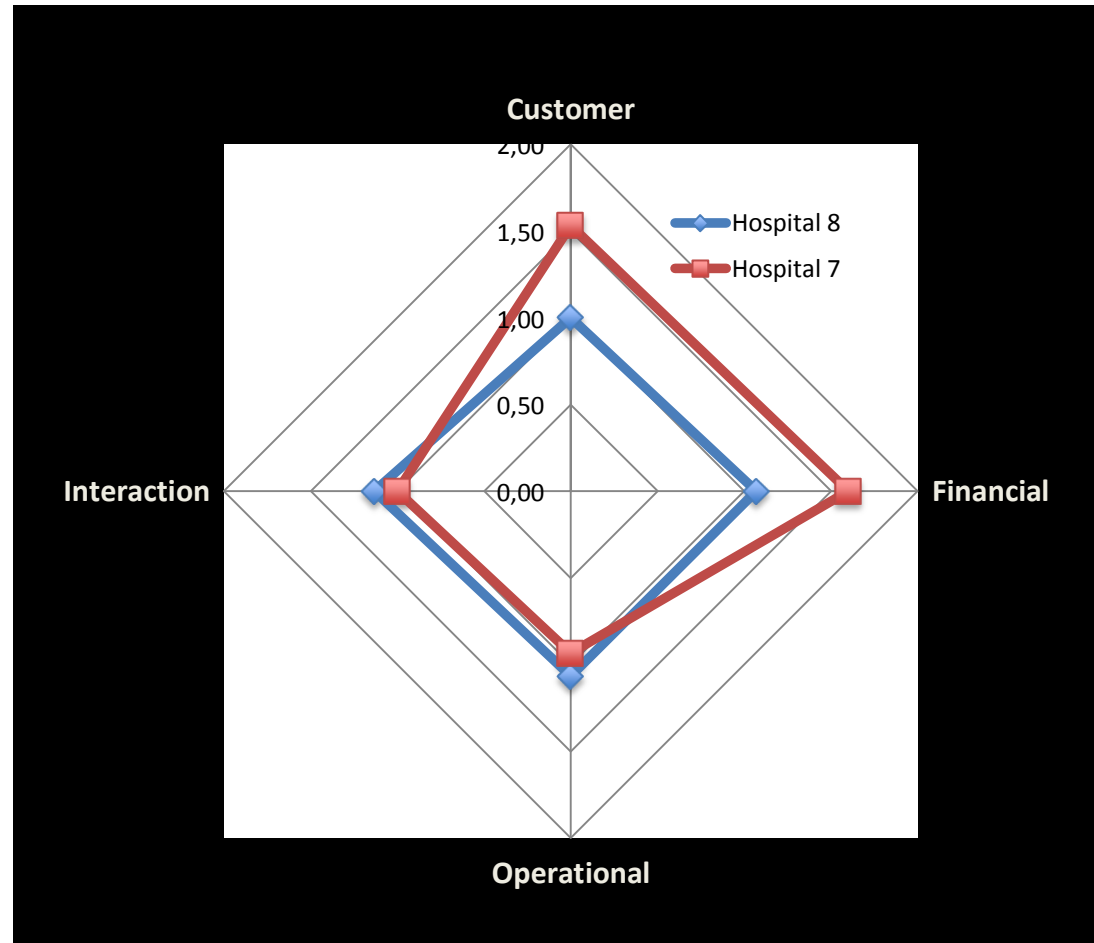 Customer
2,00
1,50
Hospital 8
Hospital 7
1,00
0,50
Interaction
0,00
Financial
Operational